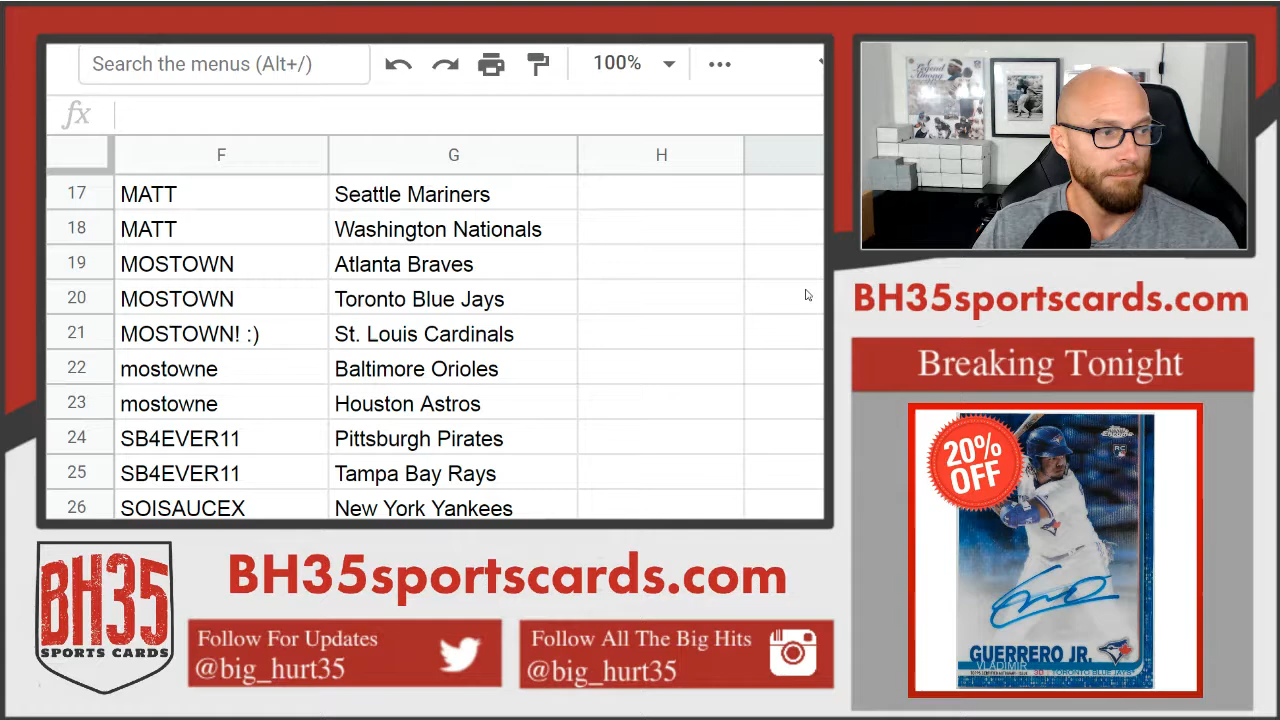 Search the menus (Alt+/)
100%
fx
F G H
17 MATT Seattle Mariners
18 MATT Washington Nationals
19 MOSTOWN Atlanta Braves
20 MOSTOWN Toronto Blue Jays
21 MOSTOWN! :) St. Louis Cardinals
22 mostowne Baltimore Orioles
23 mostowne Houston Astros
24 SB4EVER11 Pittsburgh Pirates
25 SB4EVER11 Tampa Bay Rays
26 SOISAUCEX New York Yankees
BH35sportscards.com
Breaking Tonight
20%
OFF
RC
GUERRERO JR.
VLADIMIR
3B TORONTO BLUE JAYS
BH35
SPORTS CARDS
BH35sportscards.com
Follow For Updates
@big_hurt35
Follow All The Big Hits
@big_hurt35